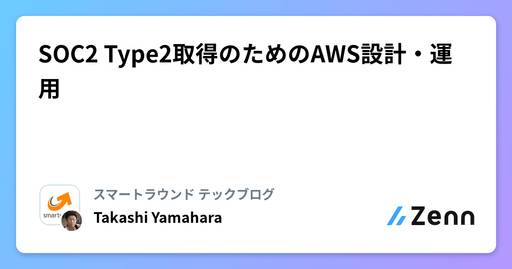 SOC2 Type2取得のためのAWS設計・運
用
スマートラウンド テックブログ
Takashi Yamahara
Zenn